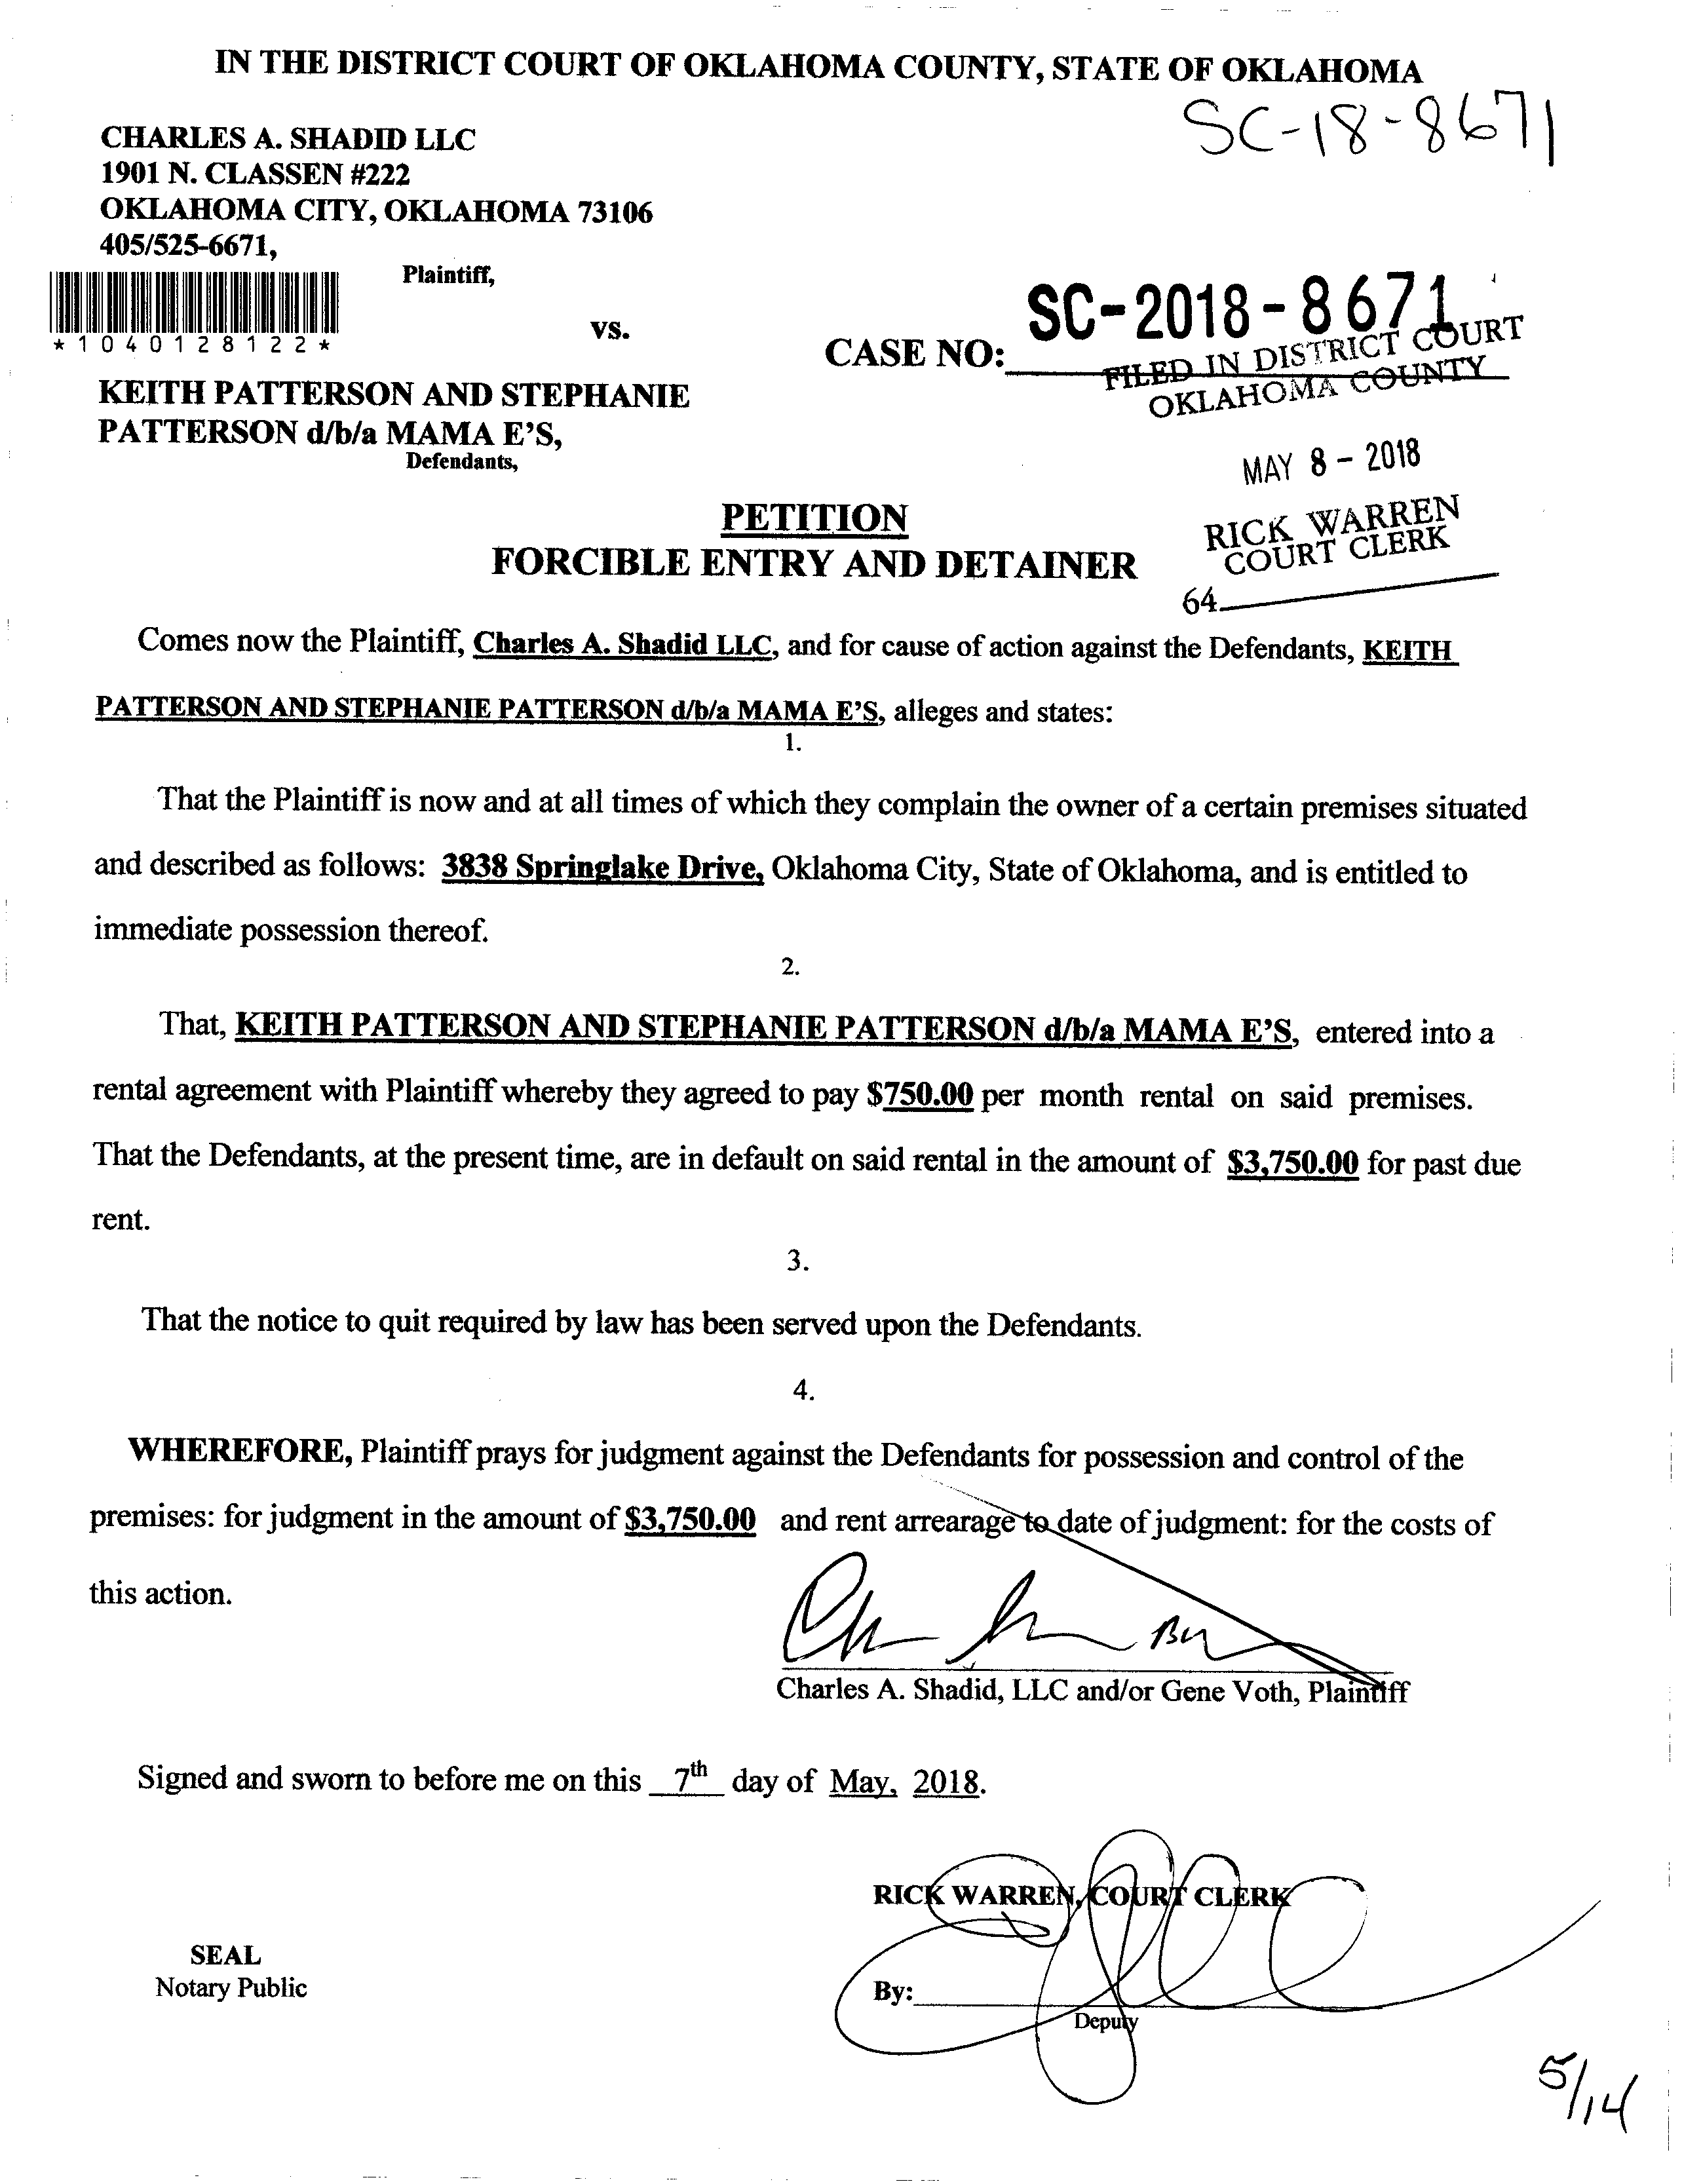 IN THE DISTRICT COURT OF OKLAHOMA COUNTY, STATE OF OKLAHOMA
SC-18-8671
CHARLES A. SHADID LLC
1901 N. CLASSEN #222
OKLAHOMA CITY, OKLAHOMA 73106
405/525-6671,
Plaintiff,
*1040128122*
vs.
CASE NO: SC-2018-8671
FILED IN DISTRICT COURT
OKLAHOMA COUNTY
KEITH PATTERSON AND STEPHANIE
PATTERSON d/b/a MAMA E'S,
Defendants,
MAY 8 - 2018
RICK WARREN
COURT CLERK
64
PETITION
FORCIBLE ENTRY AND DETAINER
Comes now the Plaintiff, Charles A. Shadid LLC, and for cause of action against the Defendants, KEITH
PATTERSON AND STEPHANIE PATTERSON d/b/a MAMA E'S, alleges and states:
1.
That the Plaintiff is now and at all times of which they complain the owner of a certain premises situated
and described as follows: 3838 Springlake Drive, Oklahoma City, State of Oklahoma, and is entitled to
immediate possession thereof.
2.
That, KEITH PATTERSON AND STEPHANIE PATTERSON d/b/a MAMA E'S, entered into a
rental agreement with Plaintiff whereby they agreed to pay $750.00 per month rental on said premises.
That the Defendants, at the present time, are in default on said rental in the amount of $3,750.00 for past due
rent.
3.
That the notice to quit required by law has been served upon the Defendants.
4.
WHEREFORE, Plaintiff prays for judgment against the Defendants for possession and control of the
premises: for judgment in the amount of $3,750.00 and rent arrearage to date of judgment: for the costs of
this action.
Charles A. Shadid, LLC and/or Gene Voth, Plaintiff
Signed and sworn to before me on this 7th day of May, 2018.
RICK WARREN, COURT CLERK
SEAL
Notary Public
By:
Deputy
5/14